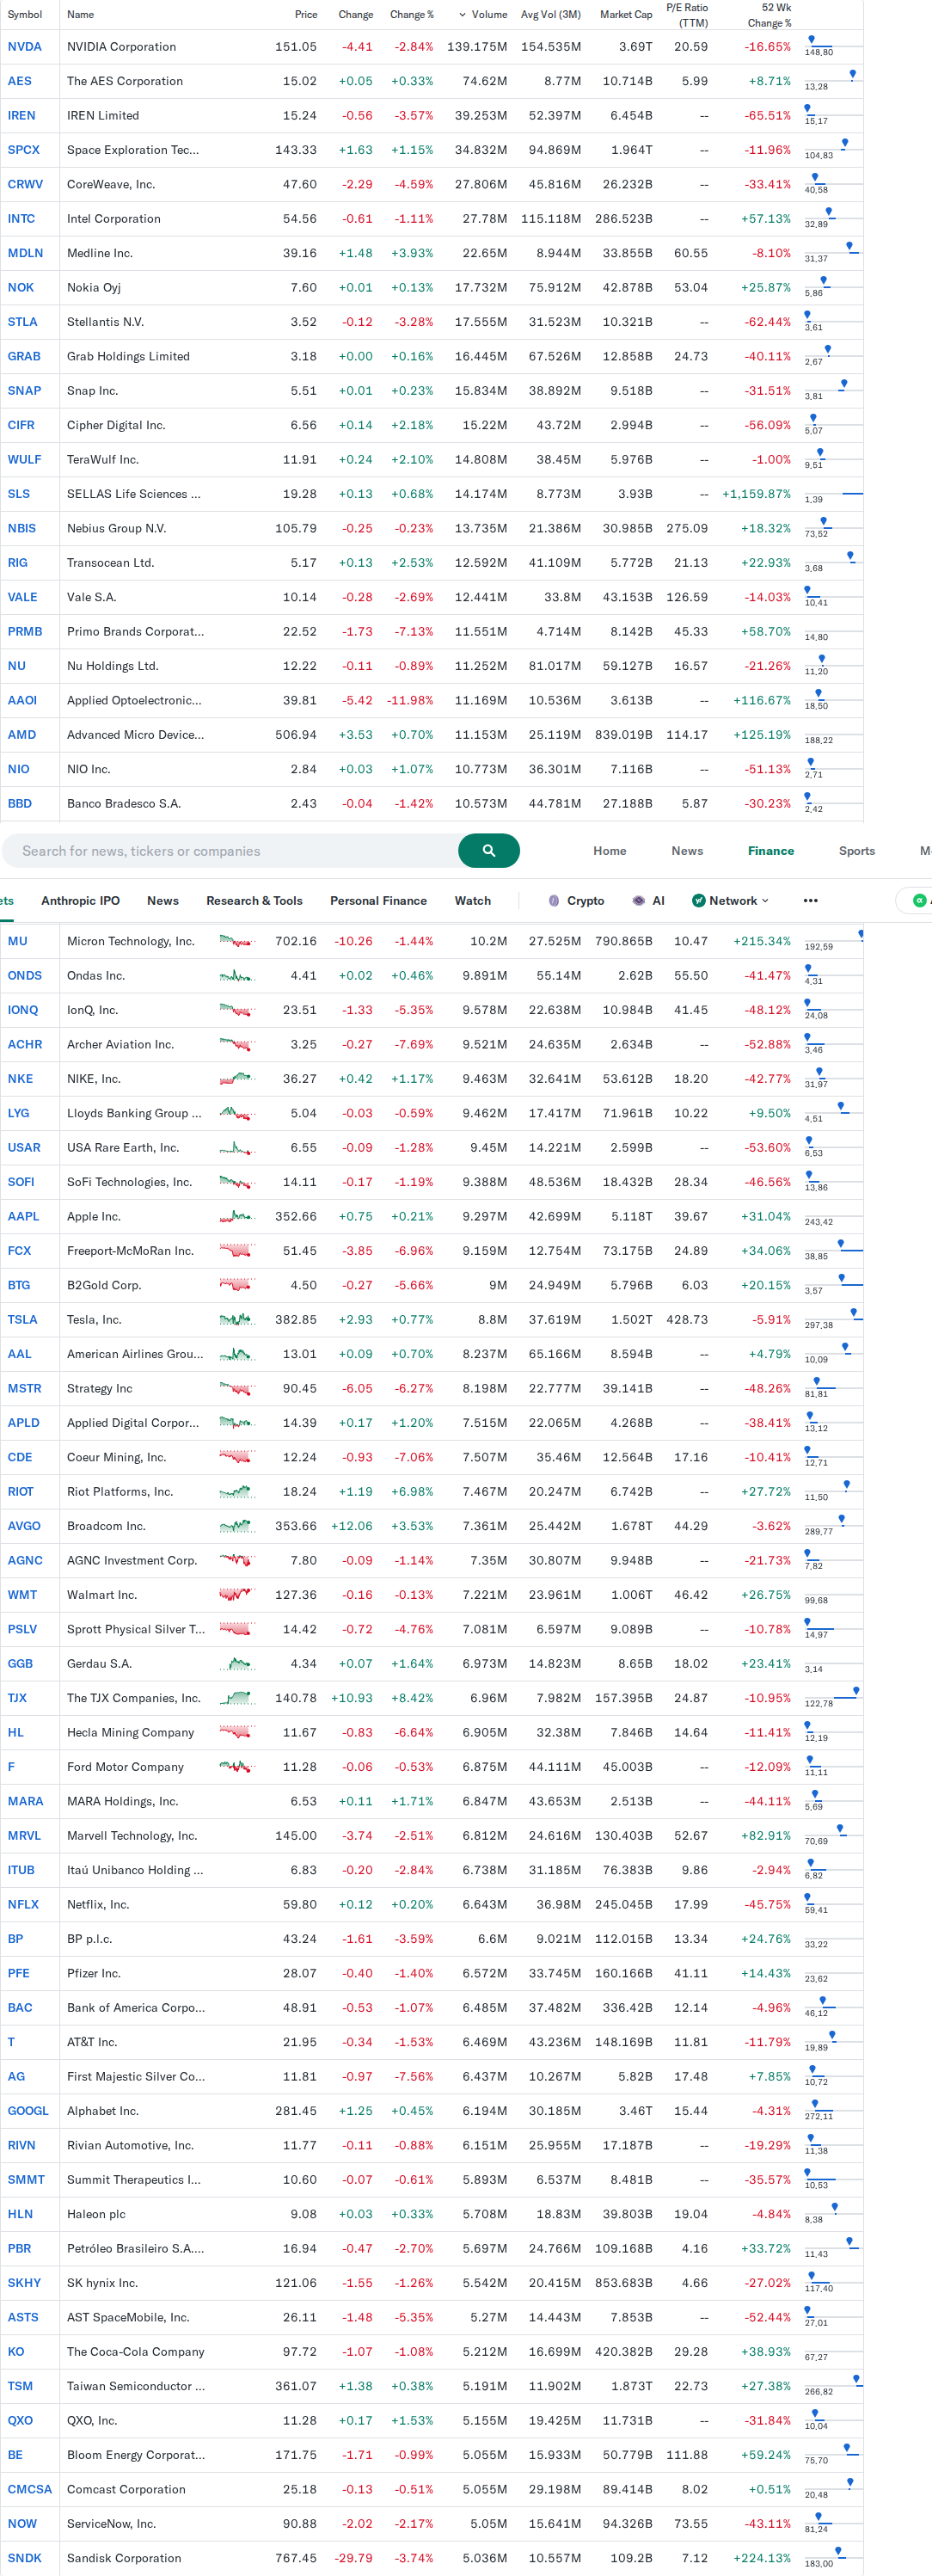 Symbol Name Price Change Change % Volume Avg Vol (3M) Market Cap P/E Ratio (TTM) 52 Wk Change %
NVDA NVIDIA Corporation 151.05 -4.41 -2.84% 139.175M 154.535M 3.69T 20.59 -16.65% 148,80
AES The AES Corporation 15.02 +0.05 +0.33% 74.62M 8.77M 10.714B 5.99 +8.71% 13,28
IREN IREN Limited 15.24 -0.56 -3.57% 39.253M 52.397M 6.454B -- -65.51% 15,17
SPCX Space Exploration Tec... 143.33 +1.63 +1.15% 34.832M 94.869M 1.964T -- -11.96% 104,83
CRWV CoreWeave, Inc. 47.60 -2.29 -4.59% 27.806M 45.816M 26.232B -- -33.41% 40,58
INTC Intel Corporation 54.56 -0.61 -1.11% 27.78M 115.118M 286.523B -- +57.13% 32,89
MDLN Medline Inc. 39.16 +1.48 +3.93% 22.65M 8.944M 33.855B 60.55 -8.10% 31,37
NOK Nokia Oyj 7.60 +0.01 +0.13% 17.732M 75.912M 42.878B 53.04 +25.87% 5,86
STLA Stellantis N.V. 3.52 -0.12 -3.28% 17.555M 31.523M 10.321B -- -62.44% 3,61
GRAB Grab Holdings Limited 3.18 +0.00 +0.16% 16.445M 67.526M 12.858B 24.73 -40.11% 2,67
SNAP Snap Inc. 5.51 +0.01 +0.23% 15.834M 38.892M 9.518B -- -31.51% 3,81
CIFR Cipher Digital Inc. 6.56 +0.14 +2.18% 15.22M 43.72M 2.994B -- -56.09% 5,07
WULF TeraWulf Inc. 11.91 +0.24 +2.10% 14.808M 38.45M 5.976B -- -1.00% 9,51
SLS SELLAS Life Sciences ... 19.28 +0.13 +0.68% 14.174M 8.773M 3.93B -- +1,159.87% 1,39
NBIS Nebius Group N.V. 105.79 -0.25 -0.23% 13.735M 21.386M 30.985B 275.09 +18.32% 73,52
RIG Transocean Ltd. 5.17 +0.13 +2.53% 12.592M 41.109M 5.772B 21.13 +22.93% 3,68
VALE Vale S.A. 10.14 -0.28 -2.69% 12.441M 33.8M 43.153B 126.59 -14.03% 10,41
PRMB Primo Brands Corporat... 22.52 -1.73 -7.13% 11.551M 4.714M 8.142B 45.33 +58.70% 14,80
NU Nu Holdings Ltd. 12.22 -0.11 -0.89% 11.252M 81.017M 59.127B 16.57 -21.26% 11,20
AAOI Applied Optoelectronic... 39.81 -5.42 -11.98% 11.169M 10.536M 3.613B -- +116.67% 18,50
AMD Advanced Micro Device... 506.94 +3.53 +0.70% 11.153M 25.119M 839.019B 114.17 +125.19% 188,22
NIO NIO Inc. 2.84 +0.03 +1.07% 10.773M 36.301M 7.116B -- -51.13% 2,71
BBD Banco Bradesco S.A. 2.43 -0.04 -1.42% 10.573M 44.781M 27.188B 5.87 -30.23% 2,42
Search for news, tickers or companies Home News Finance Sports M
ets Anthropic IPO News Research & Tools Personal Finance Watch Crypto AI Network •••
MU Micron Technology, Inc. 702.16 -10.26 -1.44% 10.2M 27.525M 790.865B 10.47 +215.34% 192,59
ONDS Ondas Inc. 4.41 +0.02 +0.46% 9.891M 55.14M 2.62B 55.50 -41.47% 4,31
IONQ IonQ, Inc. 23.51 -1.33 -5.35% 9.578M 22.638M 10.984B 41.45 -48.12% 24,08
ACHR Archer Aviation Inc. 3.25 -0.27 -7.69% 9.521M 24.635M 2.634B -- -52.88% 3,46
NKE NIKE, Inc. 36.27 +0.42 +1.17% 9.463M 32.641M 53.612B 18.20 -42.77% 31,97
LYG Lloyds Banking Group ... 5.04 -0.03 -0.59% 9.462M 17.417M 71.961B 10.22 +9.50% 4,51
USAR USA Rare Earth, Inc. 6.55 -0.09 -1.28% 9.45M 14.221M 2.599B -- -53.60% 6,53
SOFI SoFi Technologies, Inc. 14.11 -0.17 -1.19% 9.388M 48.536M 18.432B 28.34 -46.56% 13,86
AAPL Apple Inc. 352.66 +0.75 +0.21% 9.297M 42.699M 5.118T 39.67 +31.04% 243,42
FCX Freeport-McMoRan Inc. 51.45 -3.85 -6.96% 9.159M 12.754M 73.175B 24.89 +34.06% 38,85
BTG B2Gold Corp. 4.50 -0.27 -5.66% 9M 24.949M 5.796B 6.03 +20.15% 3,57
TSLA Tesla, Inc. 382.85 +2.93 +0.77% 8.8M 37.619M 1.502T 428.73 -5.91% 297,38
AAL American Airlines Grou... 13.01 +0.09 +0.70% 8.237M 65.166M 8.594B -- +4.79% 10,09
MSTR Strategy Inc 90.45 -6.05 -6.27% 8.198M 22.777M 39.141B -- -48.26% 81,81
APLD Applied Digital Corpor... 14.39 +0.17 +1.20% 7.515M 22.065M 4.268B -- -38.41% 13,12
CDE Coeur Mining, Inc. 12.24 -0.93 -7.06% 7.507M 35.46M 12.564B 17.16 -10.41% 12,71
RIOT Riot Platforms, Inc. 18.24 +1.19 +6.98% 7.467M 20.247M 6.742B -- +27.72% 11,50
AVGO Broadcom Inc. 353.66 +12.06 +3.53% 7.361M 25.442M 1.678T 44.29 -3.62% 289,77
AGNC AGNC Investment Corp. 7.80 -0.09 -1.14% 7.35M 30.807M 9.948B -- -21.73% 7,82
WMT Walmart Inc. 127.36 -0.16 -0.13% 7.221M 23.961M 1.006T 46.42 +26.75% 99,68
PSLV Sprott Physical Silver T... 14.42 -0.72 -4.76% 7.081M 6.597M 9.089B -- -10.78% 14,97
GGB Gerdau S.A. 4.34 +0.07 +1.64% 6.973M 14.823M 8.65B 18.02 +23.41% 3,14
TJX The TJX Companies, Inc. 140.78 +10.93 +8.42% 6.96M 7.982M 157.395B 24.87 -10.95% 122,78
HL Hecla Mining Company 11.67 -0.83 -6.64% 6.905M 32.38M 7.846B 14.64 -11.41% 12,19
F Ford Motor Company 11.28 -0.06 -0.53% 6.875M 44.111M 45.003B -- -12.09% 11,11
MARA MARA Holdings, Inc. 6.53 +0.11 +1.71% 6.847M 43.653M 2.513B -- -44.11% 5,69
MRVL Marvell Technology, Inc. 145.00 -3.74 -2.51% 6.812M 24.616M 130.403B 52.67 +82.91% 70,69
ITUB Itaú Unibanco Holding ... 6.83 -0.20 -2.84% 6.738M 31.185M 76.383B 9.86 -2.94% 6,82
NFLX Netflix, Inc. 59.80 +0.12 +0.20% 6.643M 36.98M 245.045B 17.99 -45.75% 59,41
BP BP p.l.c. 43.24 -1.61 -3.59% 6.6M 9.021M 112.015B 13.34 +24.76% 33,22
PFE Pfizer Inc. 28.07 -0.40 -1.40% 6.572M 33.745M 160.166B 41.11 +14.43% 23,62
BAC Bank of America Corpo... 48.91 -0.53 -1.07% 6.485M 37.482M 336.42B 12.14 -4.96% 46,12
T AT&T Inc. 21.95 -0.34 -1.53% 6.469M 43.236M 148.169B 11.81 -11.79% 19,89
AG First Majestic Silver Co... 11.81 -0.97 -7.56% 6.437M 10.267M 5.82B 17.48 +7.85% 10,72
GOOGL Alphabet Inc. 281.45 +1.25 +0.45% 6.194M 30.185M 3.46T 15.44 -4.31% 272,11
RIVN Rivian Automotive, Inc. 11.77 -0.11 -0.88% 6.151M 25.955M 17.187B -- -19.29% 11,38
SMMT Summit Therapeutics I... 10.60 -0.07 -0.61% 5.893M 6.537M 8.481B -- -35.57% 10,53
HLN Haleon plc 9.08 +0.03 +0.33% 5.708M 18.83M 39.803B 19.04 -4.84% 8,38
PBR Petróleo Brasileiro S.A.... 16.94 -0.47 -2.70% 5.697M 24.766M 109.168B 4.16 +33.72% 11,43
SKHY SK hynix Inc. 121.06 -1.55 -1.26% 5.542M 20.415M 853.683B 4.66 -27.02% 117,40
ASTS AST SpaceMobile, Inc. 26.11 -1.48 -5.35% 5.27M 14.443M 7.853B -- -52.44% 27,01
KO The Coca-Cola Company 97.72 -1.07 -1.08% 5.212M 16.699M 420.382B 29.28 +38.93% 67,27
TSM Taiwan Semiconductor ... 361.07 +1.38 +0.38% 5.191M 11.902M 1.873T 22.73 +27.38% 266,82
QXO QXO, Inc. 11.28 +0.17 +1.53% 5.155M 19.425M 11.731B -- -31.84% 10,04
BE Bloom Energy Corporat... 171.75 -1.71 -0.99% 5.055M 15.933M 50.779B 111.88 +59.24% 75,70
CMCSA Comcast Corporation 25.18 -0.13 -0.51% 5.055M 29.198M 89.414B 8.02 +0.51% 20,48
NOW ServiceNow, Inc. 90.88 -2.02 -2.17% 5.05M 15.641M 94.326B 73.55 -43.11% 81,24
SNDK Sandisk Corporation 767.45 -29.79 -3.74% 5.036M 10.557M 109.2B 7.12 +224.13% 183,00